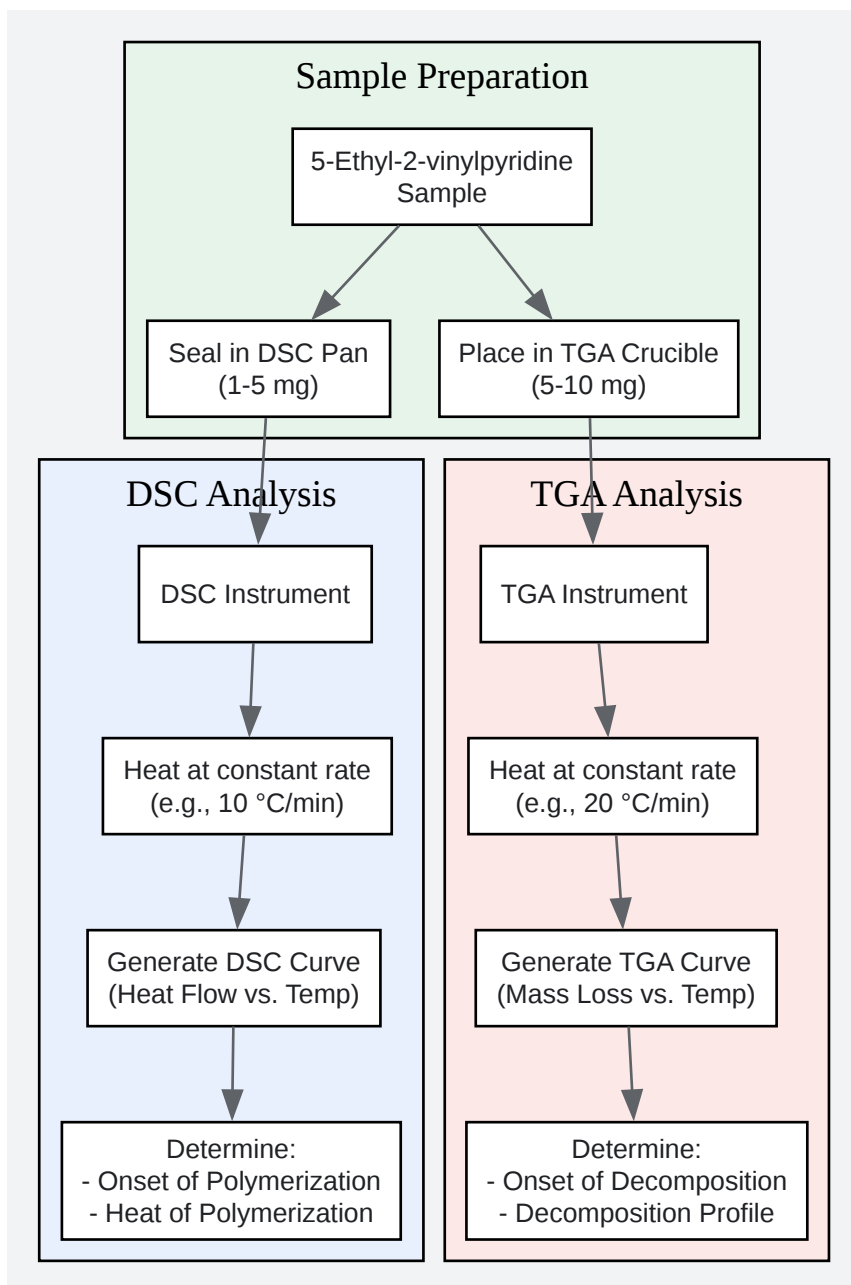 Sample Preparation
5-Ethyl-2-vinylpyridine
Sample
Seal in DSC Pan
(1-5 mg)
Place in TGA Crucible
(5-10 mg)
DSC Analysis
DSC Instrument
Heat at constant rate
(e.g., 10 °C/min)
Generate DSC Curve
(Heat Flow vs. Temp)
Determine:
- Onset of Polymerization
- Heat of Polymerization
TGA Analysis
TGA Instrument
Heat at constant rate
(e.g., 20 °C/min)
Generate TGA Curve
(Mass Loss vs. Temp)
Determine:
- Onset of Decomposition
- Decomposition Profile